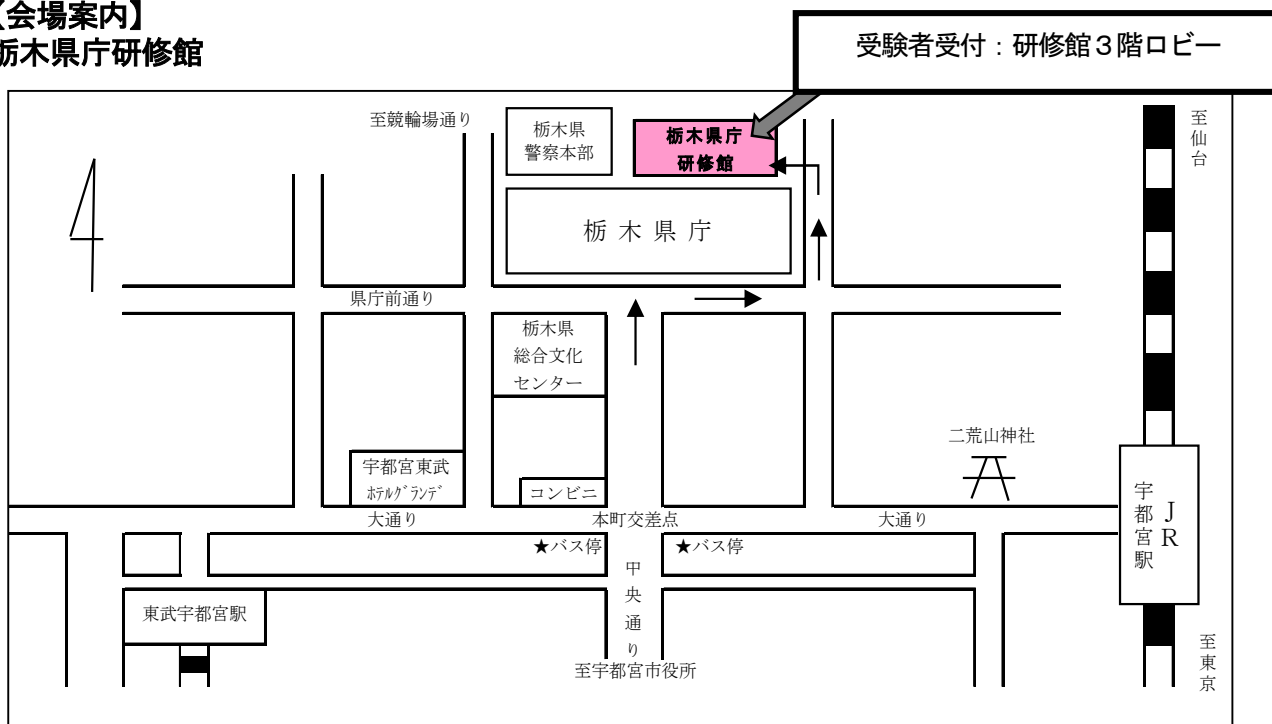 【会場案内】
栃木県庁研修館
受験者受付：研修館３階ロビー
至競輪場通り
栃木県
警察本部
栃木県庁
研修館
至仙台
栃木県庁
県庁前通り
栃木県
総合文化
センター
二荒山神社
宇都宮東武
ﾎﾃﾙｸﾞﾗﾝﾃﾞ
コンビニ
大通り
本町交差点
大通り
ＪＲ
宇都宮駅
★バス停
★バス停
中央通り
東武宇都宮駅
至宇都宮市役所
至東京